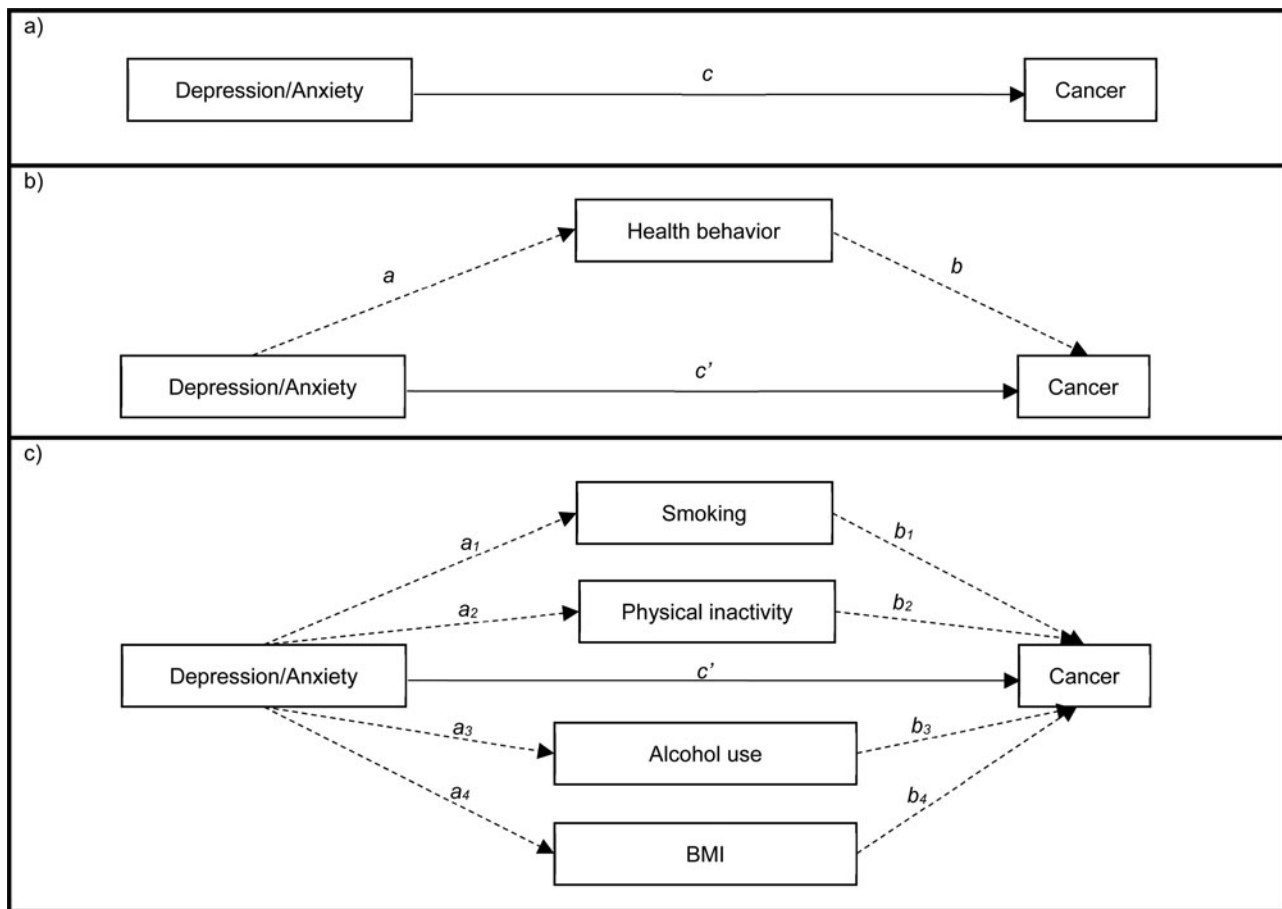 a)
c
Depression/Anxiety
Cancer
b)
Health behavior
a
b
Depression/Anxiety
c’
Cancer
c)
Smoking
a1
b1
Physical inactivity
a2
b2
Depression/Anxiety
c’
Cancer
a3
b3
Alcohol use
a4
b4
BMI